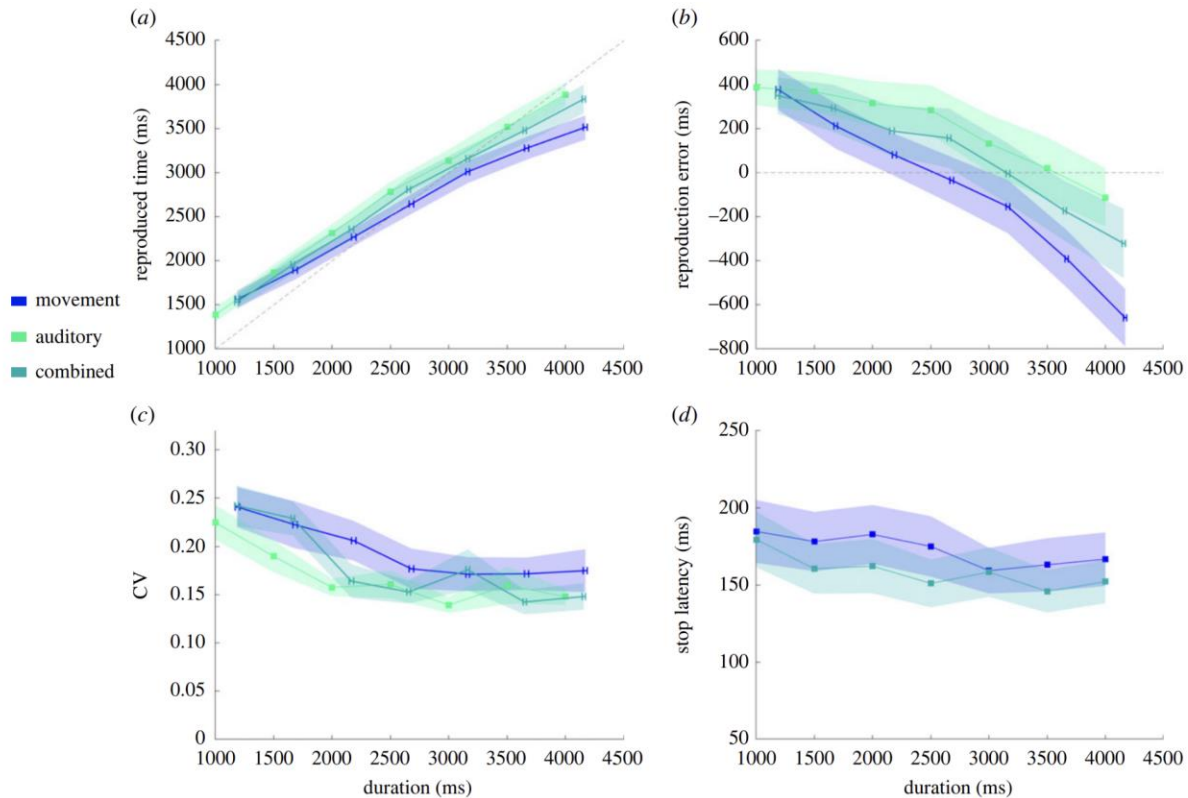 (a)
(b)
4500
4000
3500
3000
2500
2000
1500
1000
reproduced time (ms)
1000 1500 2000 2500 3000 3500 4000 4500
600
400
200
0
–200
–400
–600
–800
reproduction error (ms)
1000 1500 2000 2500 3000 3500 4000 4500
movement
auditory
combined
(c)
(d)
0.30
0.25
0.20
0.15
0.10
0.05
0
CV
1000 1500 2000 2500 3000 3500 4000 4500
duration (ms)
250
200
150
100
50
stop latency (ms)
1000 1500 2000 2500 3000 3500 4000 4500
duration (ms)